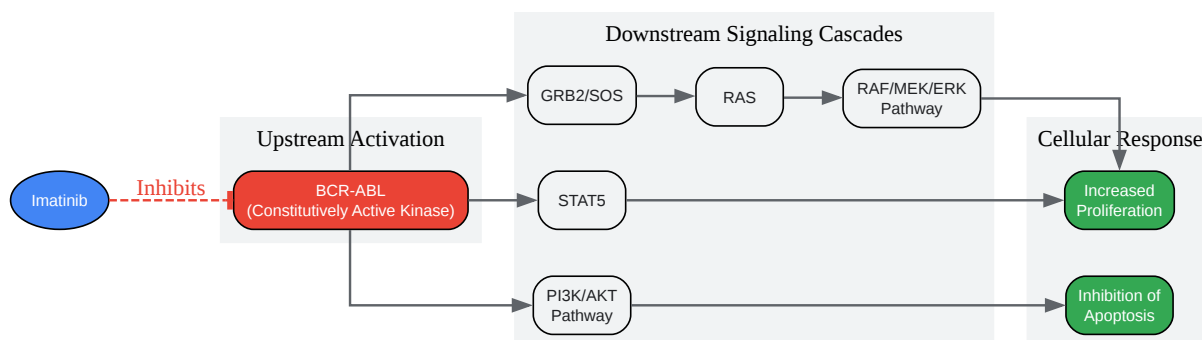 Downstream Signaling Cascades
GRB2/SOS
RAS
RAF/MEK/ERK
Pathway
Upstream Activation
Cellular Response
Imatinib
Inhibits
BCR-ABL
(Constitutively Active Kinase)
STAT5
Increased
Proliferation
PI3K/AKT
Pathway
Inhibition of
Apoptosis